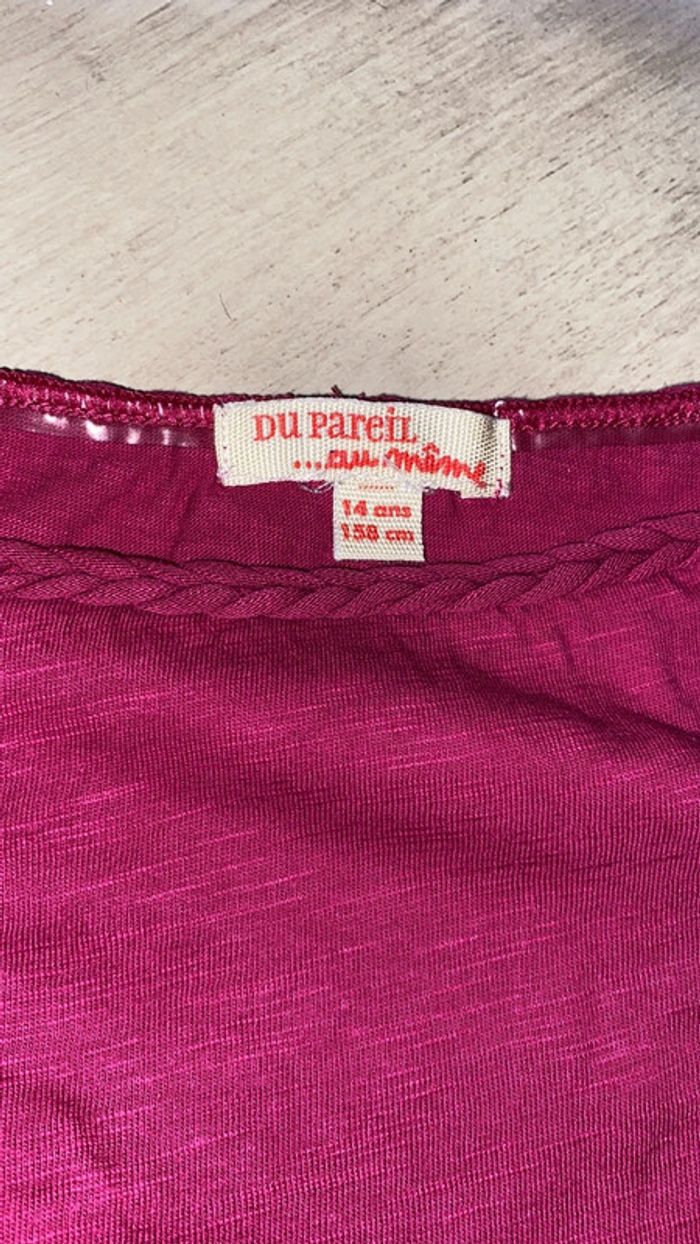 DU PAREIL
...au même
14 ans
158 cm